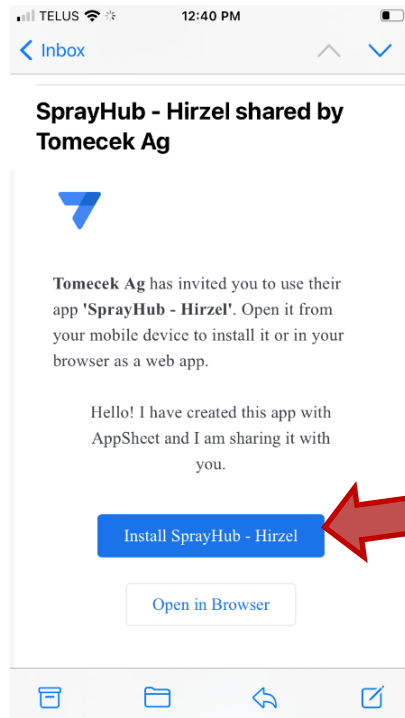 TELUS 12:40 PM
Inbox
SprayHub - Hirzel shared by
Tomecek Ag
Tomecek Ag has invited you to use their
app 'SprayHub - Hirzel'. Open it from
your mobile device to install it or in your
browser as a web app.
Hello! I have created this app with
AppSheet and I am sharing it with
you.
Install SprayHub - Hirzel
Open in Browser